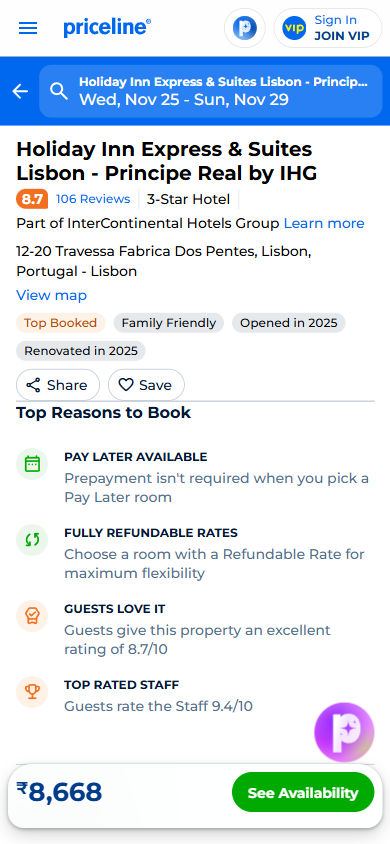 priceline®
VIP
Sign In
JOIN VIP
Holiday Inn Express & Suites Lisbon - Princip...
Wed, Nov 25 - Sun, Nov 29
Holiday Inn Express & Suites
Lisbon - Principe Real by IHG
8.7 106 Reviews 3-Star Hotel
Part of InterContinental Hotels Group Learn more
12-20 Travessa Fabrica Dos Pentes, Lisbon,
Portugal - Lisbon
View map
Top Booked Family Friendly Opened in 2025
Renovated in 2025
Share Save
Top Reasons to Book
PAY LATER AVAILABLE
Prepayment isn't required when you pick a
Pay Later room
FULLY REFUNDABLE RATES
Choose a room with a Refundable Rate for
maximum flexibility
GUESTS LOVE IT
Guests give this property an excellent
rating of 8.7/10
TOP RATED STAFF
Guests rate the Staff 9.4/10
₹8,668 See Availability